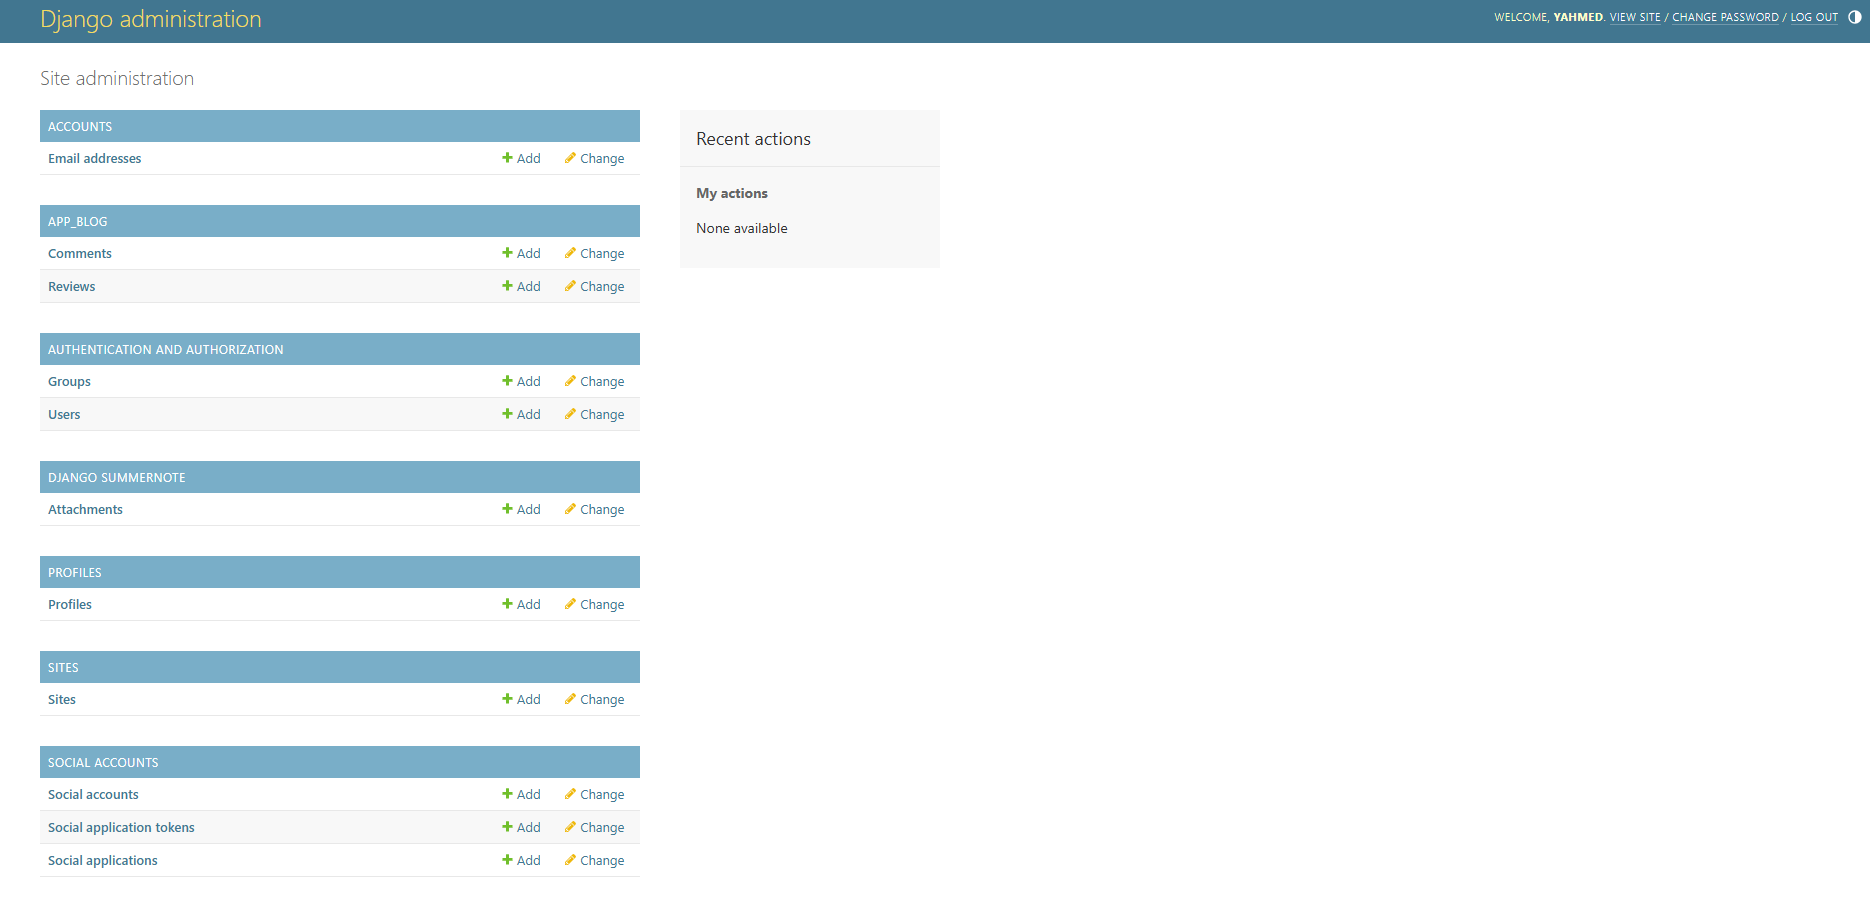 Django administration
WELCOME, YAHMED. VIEW SITE / CHANGE PASSWORD / LOG OUT
Site administration
ACCOUNTS
Email addresses Add Change
APP_BLOG
Comments Add Change
Reviews Add Change
AUTHENTICATION AND AUTHORIZATION
Groups Add Change
Users Add Change
DJANGO SUMMERNOTE
Attachments Add Change
PROFILES
Profiles Add Change
SITES
Sites Add Change
SOCIAL ACCOUNTS
Social accounts Add Change
Social application tokens Add Change
Social applications Add Change
Recent actions
My actions
None available